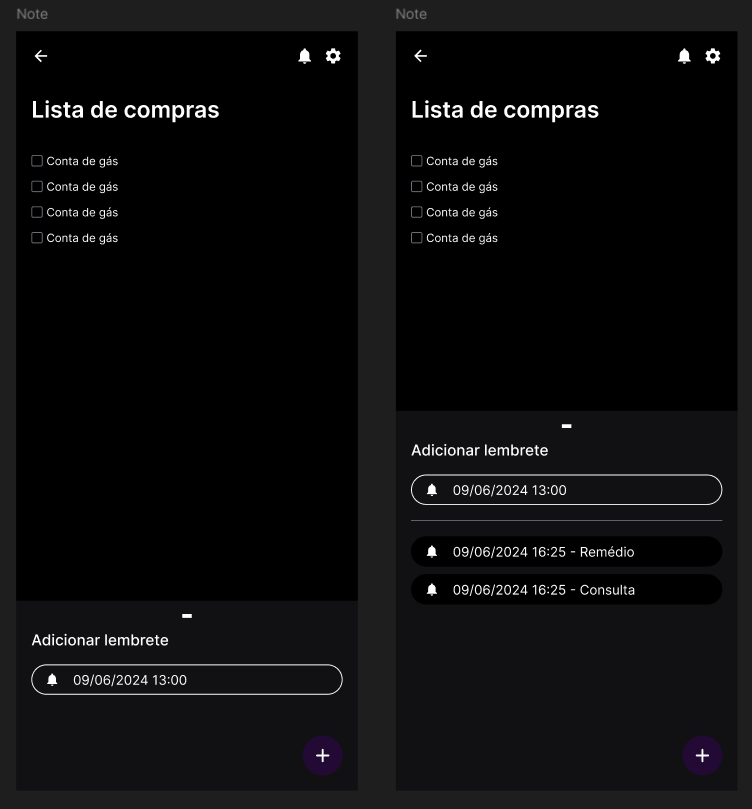 Note
Lista de compras
Conta de gás
Conta de gás
Conta de gás
Conta de gás
Adicionar lembrete
09/06/2024 13:00
Note
Lista de compras
Conta de gás
Conta de gás
Conta de gás
Conta de gás
Adicionar lembrete
09/06/2024 13:00
09/06/2024 16:25 - Remédio
09/06/2024 16:25 - Consulta